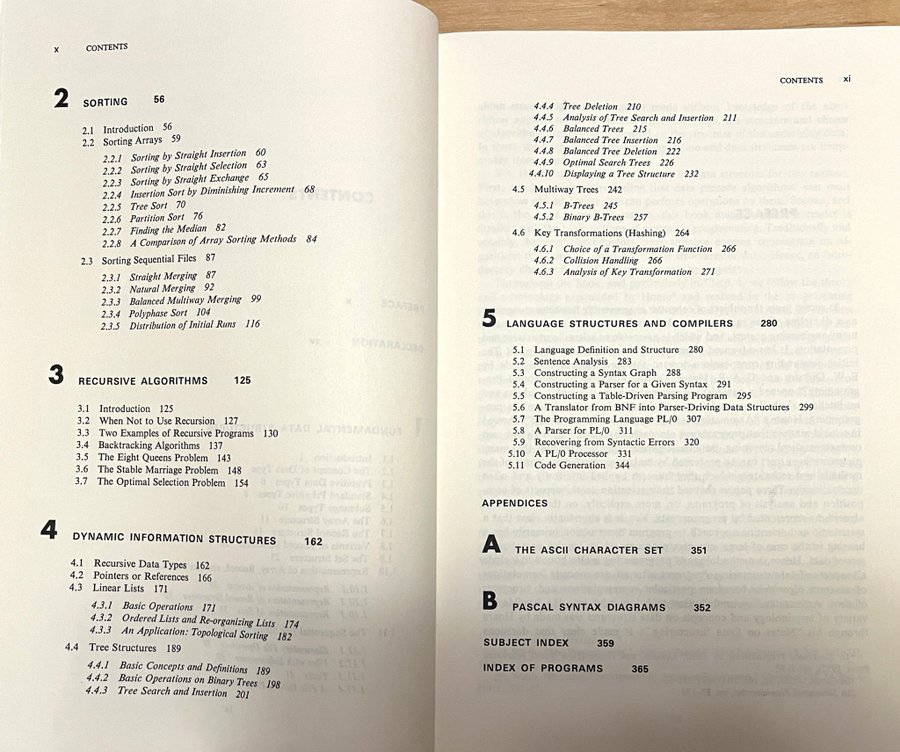 x CONTENTS
2 SORTING 56
2.1 Introduction 56
2.2 Sorting Arrays 59
2.2.1 Sorting by Straight Insertion 60
2.2.2 Sorting by Straight Selection 63
2.2.3 Sorting by Straight Exchange 65
2.2.4 Insertion Sort by Diminishing Increment 68
2.2.5 Tree Sort 70
2.2.6 Partition Sort 76
2.2.7 Finding the Median 82
2.2.8 A Comparison of Array Sorting Methods 84
2.3 Sorting Sequential Files 87
2.3.1 Straight Merging 87
2.3.2 Natural Merging 92
2.3.3 Balanced Multiway Merging 99
2.3.4 Polyphase Sort 104
2.3.5 Distribution of Initial Runs 116
3 RECURSIVE ALGORITHMS 125
3.1 Introduction 125
3.2 When Not to Use Recursion 127
3.3 Two Examples of Recursive Programs 130
3.4 Backtracking Algorithms 137
3.5 The Eight Queens Problem 143
3.6 The Stable Marriage Problem 148
3.7 The Optimal Selection Problem 154
4 DYNAMIC INFORMATION STRUCTURES 162
4.1 Recursive Data Types 162
4.2 Pointers or References 166
4.3 Linear Lists 171
4.3.1 Basic Operations 171
4.3.2 Ordered Lists and Re-organizing Lists 174
4.3.3 An Application: Topological Sorting 182
4.4 Tree Structures 189
4.4.1 Basic Concepts and Definitions 189
4.4.2 Basic Operations on Binary Trees 198
4.4.3 Tree Search and Insertion 201
CONTENTS xi
4.4.4 Tree Deletion 210
4.4.5 Analysis of Tree Search and Insertion 211
4.4.6 Balanced Trees 215
4.4.7 Balanced Tree Insertion 216
4.4.8 Balanced Tree Deletion 222
4.4.9 Optimal Search Trees 226
4.4.10 Displaying a Tree Structure 232
4.5 Multiway Trees 242
4.5.1 B-Trees 245
4.5.2 Binary B-Trees 257
4.6 Key Transformations (Hashing) 264
4.6.1 Choice of a Transformation Function 266
4.6.2 Collision Handling 266
4.6.3 Analysis of Key Transformation 271
5 LANGUAGE STRUCTURES AND COMPILERS 280
5.1 Language Definition and Structure 280
5.2 Sentence Analysis 283
5.3 Constructing a Syntax Graph 288
5.4 Constructing a Parser for a Given Syntax 291
5.5 Constructing a Table-Driven Parsing Program 295
5.6 A Translator from BNF into Parser-Driving Data Structures 299
5.7 The Programming Language PL/0 307
5.8 A Parser for PL/0 311
5.9 Recovering from Syntactic Errors 320
5.10 A PL/0 Processor 331
5.11 Code Generation 344
APPENDICES
A THE ASCII CHARACTER SET 351
B PASCAL SYNTAX DIAGRAMS 352
SUBJECT INDEX 359
INDEX OF PROGRAMS 365